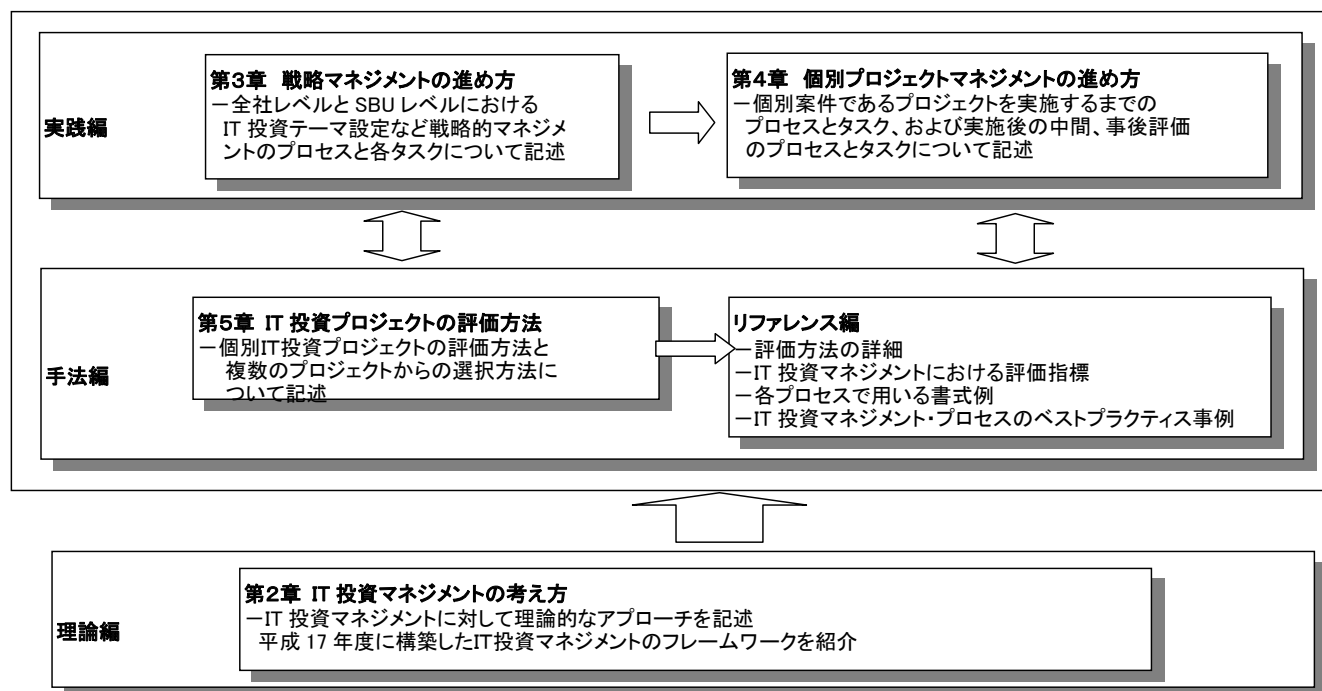 実践編
第3章 戦略マネジメントの進め方
－全社レベルと SBU レベルにおける
IT 投資テーマ設定など戦略的マネジメ
ントのプロセスと各タスクについて記述
第4章 個別プロジェクトマネジメントの進め方
－個別案件であるプロジェクトを実施するまでの
プロセスとタスク、および実施後の中間、事後評価
のプロセスとタスクについて記述
手法編
第5章 IT 投資プロジェクトの評価方法
－個別IT投資プロジェクトの評価方法と
複数のプロジェクトからの選択方法に
ついて記述
リファレンス編
－評価方法の詳細
－IT 投資マネジメントにおける評価指標
－各プロセスで用いる書式例
－IT 投資マネジメント・プロセスのベストプラクティス事例
理論編
第2章 IT 投資マネジメントの考え方
－IT 投資マネジメントに対して理論的なアプローチを記述
平成 17 年度に構築したIT投資マネジメントのフレームワークを紹介